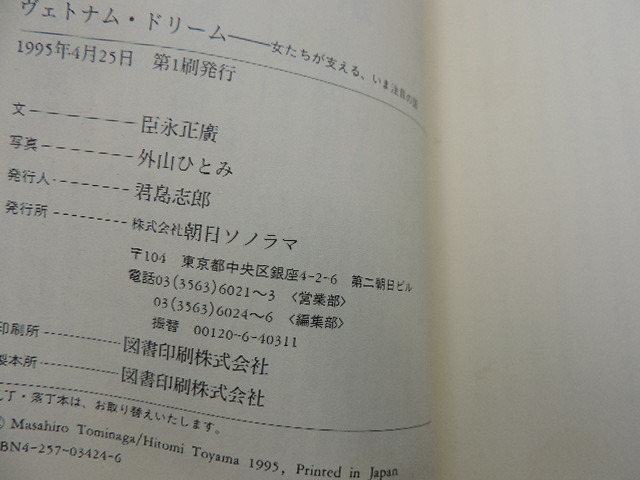 ヴェトナム・ドリーム――女たちが支える、いま注目の国
1995年4月25日 第1刷発行
文 臣永正廣
写真 外山ひとみ
発行人 君島志郎
発行所 株式会社朝日ソノラマ
〒104 東京都中央区銀座4-2-6 第二朝日ビル
電話03(3563)6021〜3 〈営業部〉
03(3563)6024〜6 〈編集部〉
振替 00120-6-40311
印刷所 図書印刷株式会社
製本所 図書印刷株式会社
丁・落丁本は、お取り替えいたします。
© Masahiro Tominaga/Hitomi Toyama 1995, Printed in Japan
BN4-257-03424-6